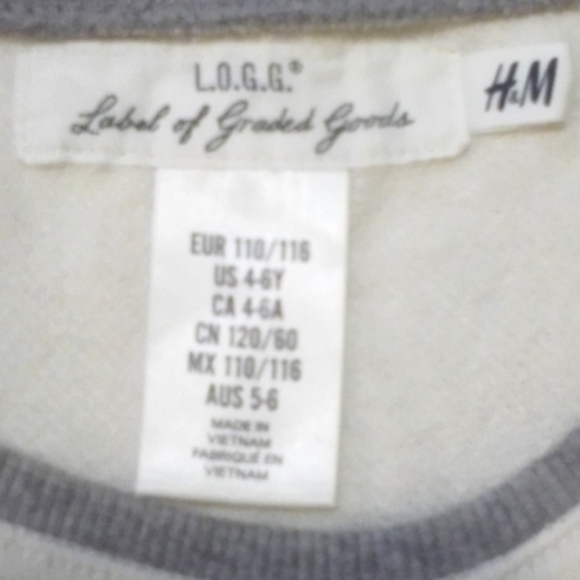 L.O.G.G.®
Label of Graded Goods
H&M
EUR 110/116
US 4-6Y
CA 4-6A
CN 120/60
MX 110/116
AUS 5-6
MADE IN
VIETNAM
FABRIQUÉ EN
VIETNAM